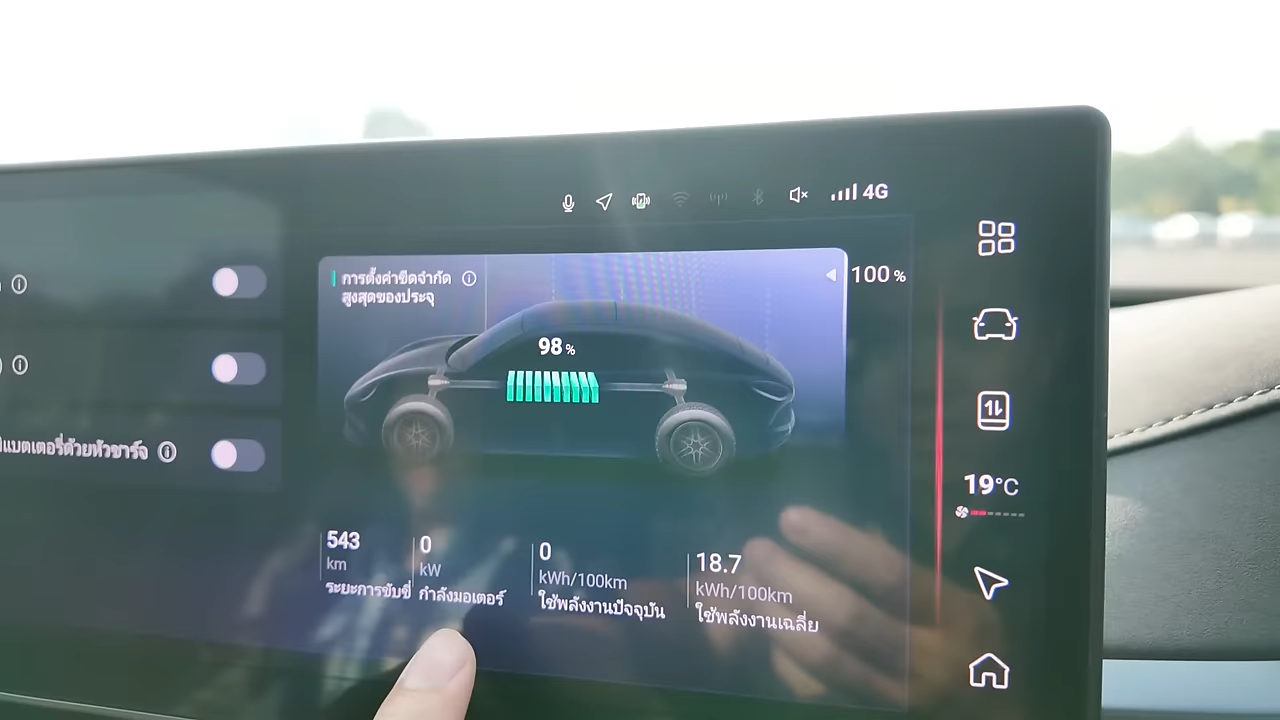 4G
การตั้งค่าขีดจำกัด
สูงสุดของประจุ
100%
98%
แบตเตอรี่ด้วยหัวชาร์จ
19°C
543
km
ระยะการขับขี่
0
kW
กำลังมอเตอร์
0
kWh/100km
ใช้พลังงานปัจจุบัน
18.7
kWh/100km
ใช้พลังงานเฉลี่ย